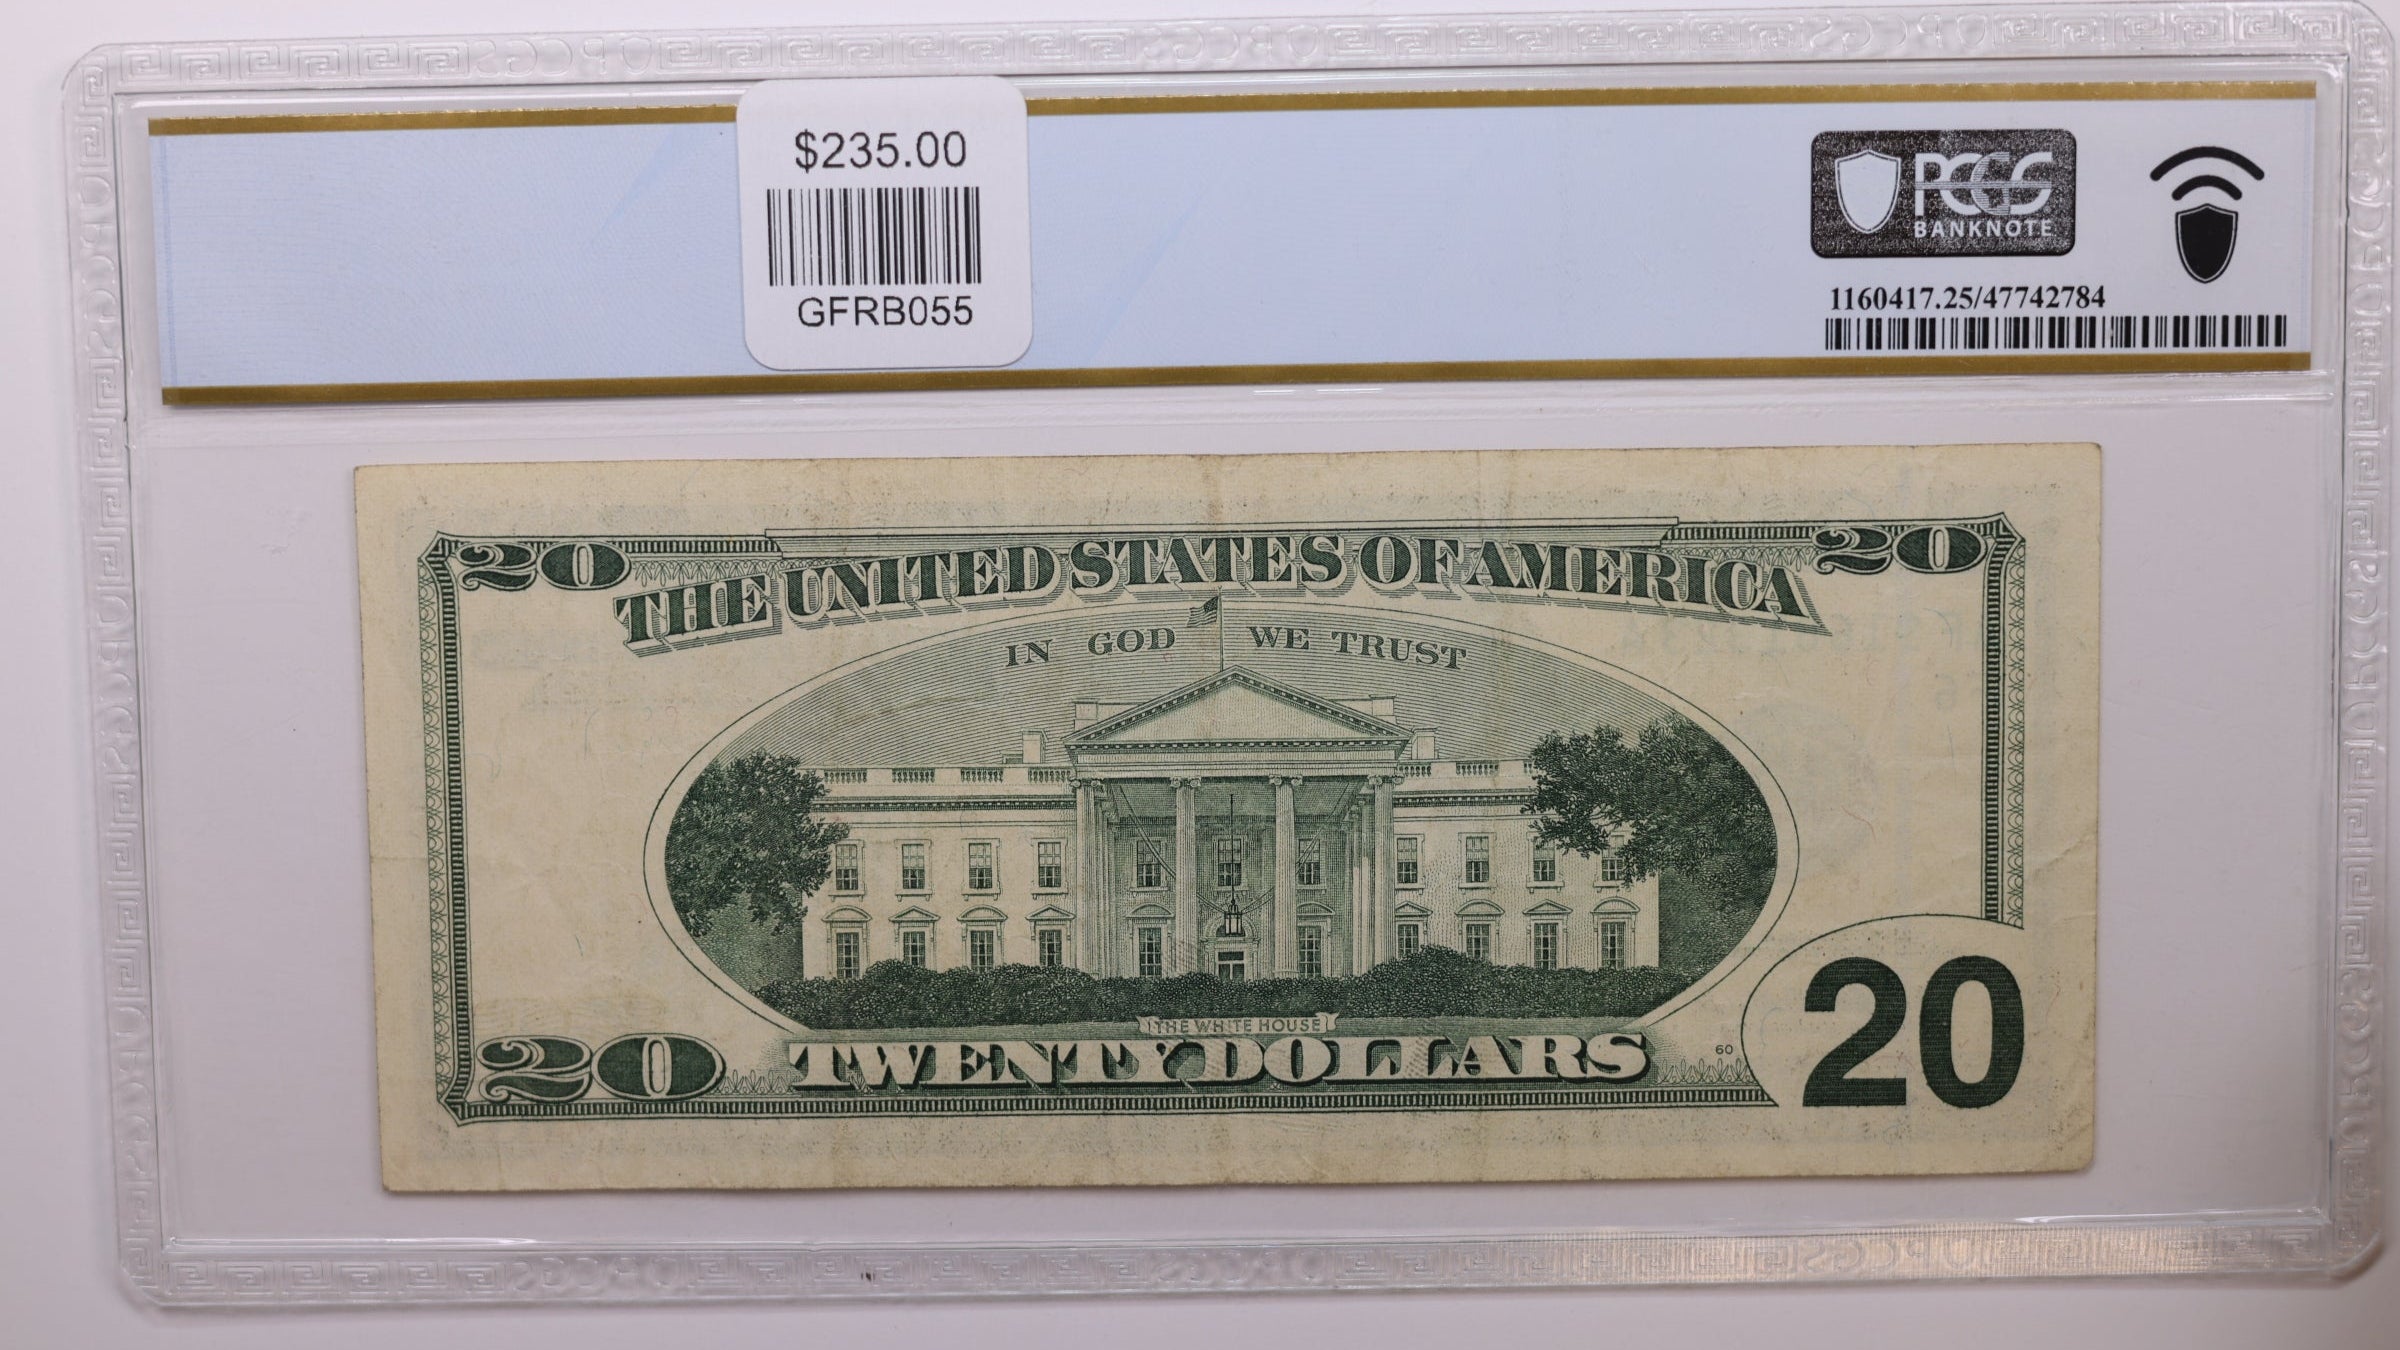 $235.00
GFRB055
PCGS
BANKNOTE
1160417.25/47742784
20 THE UNITED STATES OF AMERICA 20
IN GOD WE TRUST
THE WHITE HOUSE
20 TWENTY DOLLARS 60 20